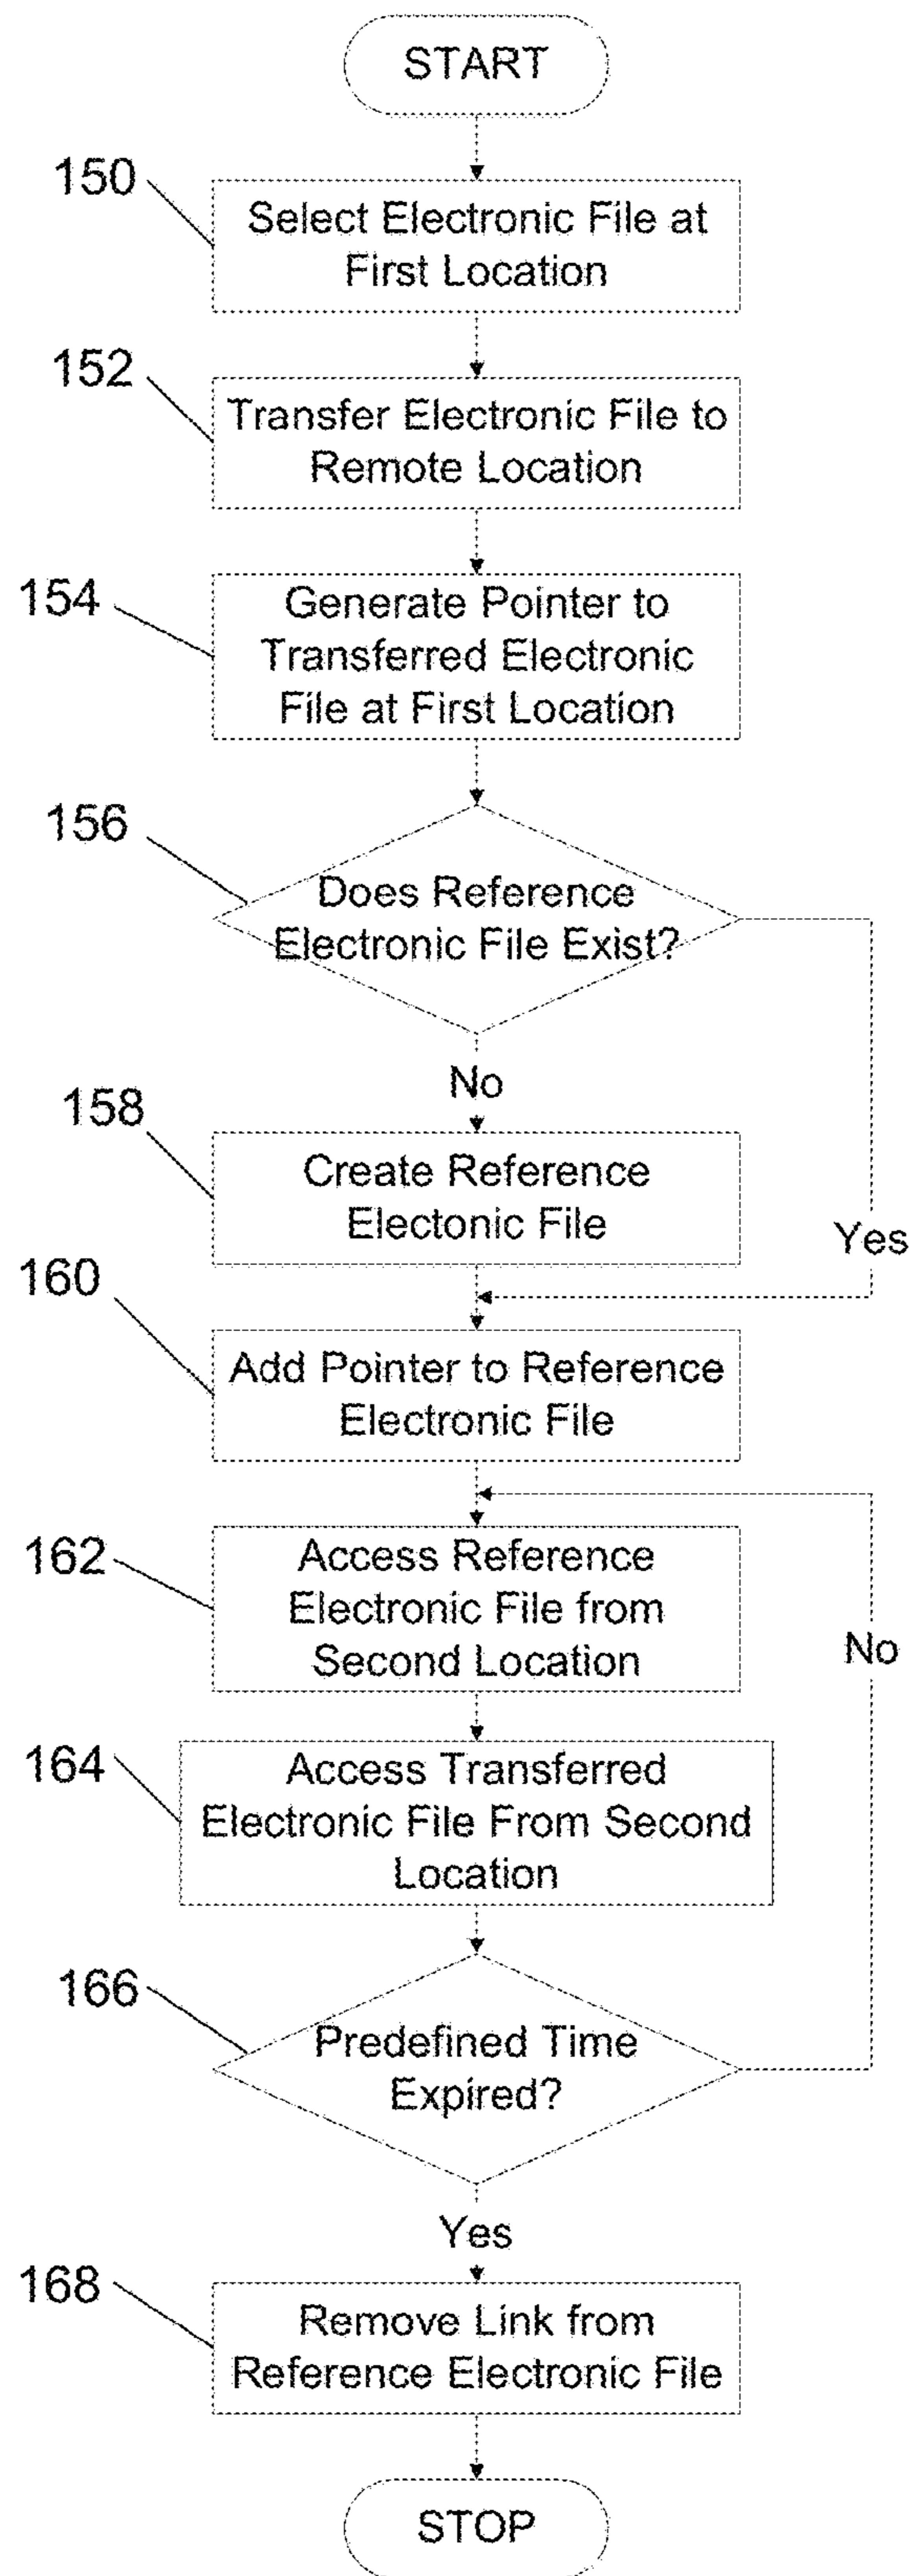 START
150
Select Electronic File at
First Location
152
Transfer Electronic File to
Remote Location
154
Generate Pointer to
Transferred Electronic
File at First Location
156
Does Reference
Electronic File Exist?
No
158
Create Reference
Electonic File
Yes
160
Add Pointer to Reference
Electronic File
162
Access Reference
Electronic File from
Second Location
No
164
Access Transferred
Electronic File From Second
Location
166
Predefined Time
Expired?
Yes
168
Remove Link from
Reference Electronic File
STOP